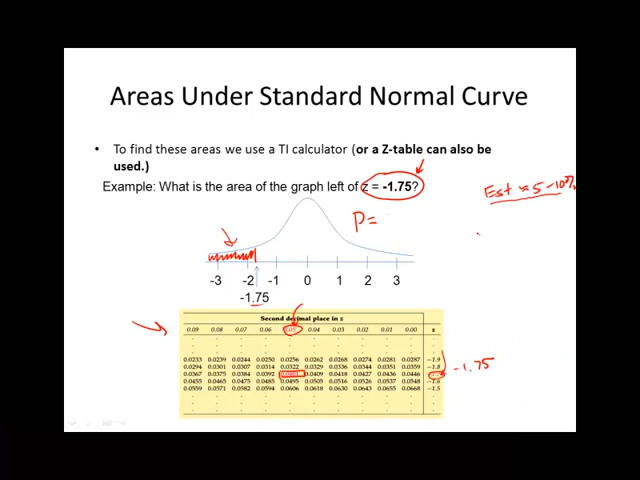 Areas Under Standard Normal Curve
• To find these areas we use a TI calculator (or a Z-table can also be
used.)
Example: What is the area of the graph left of z = -1.75?
Est ≈ 5-10%
P=
-3 -2 -1 0 1 2 3
-1.75
Second decimal place in z
0.09 0.08 0.07 0.06 0.05 0.04 0.03 0.02 0.01 0.00 z
0.0233 0.0239 0.0244 0.0250 0.0256 0.0262 0.0268 0.0274 0.0281 0.0287 -1.9
0.0294 0.0301 0.0307 0.0314 0.0322 0.0329 0.0336 0.0344 0.0351 0.0359 -1.8
0.0367 0.0375 0.0384 0.0392 0.0409 0.0418 0.0427 0.0436 0.0446
-1.75
0.0455 0.0465 0.0475 0.0485 0.0495 0.0505 0.0516 0.0526 0.0537 0.0548 -1.6
0.0559 0.0571 0.0582 0.0594 0.0606 0.0618 0.0630 0.0643 0.0655 0.0668 -1.5